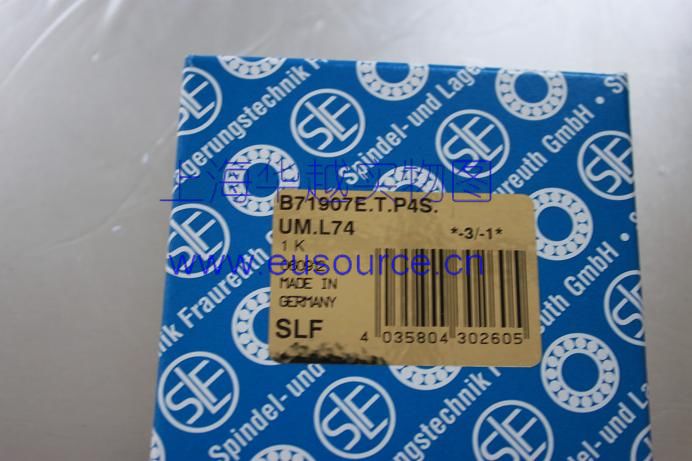 Spindel- und Lagerungstechnik Fraureuth GmbH
SLF
上海华越实物图
B71907E.T.P4S.
UM.L74 *-3/-1*
1 K
www.eusource.cn
MADE IN
GERMANY
SLF
4 035804 302605